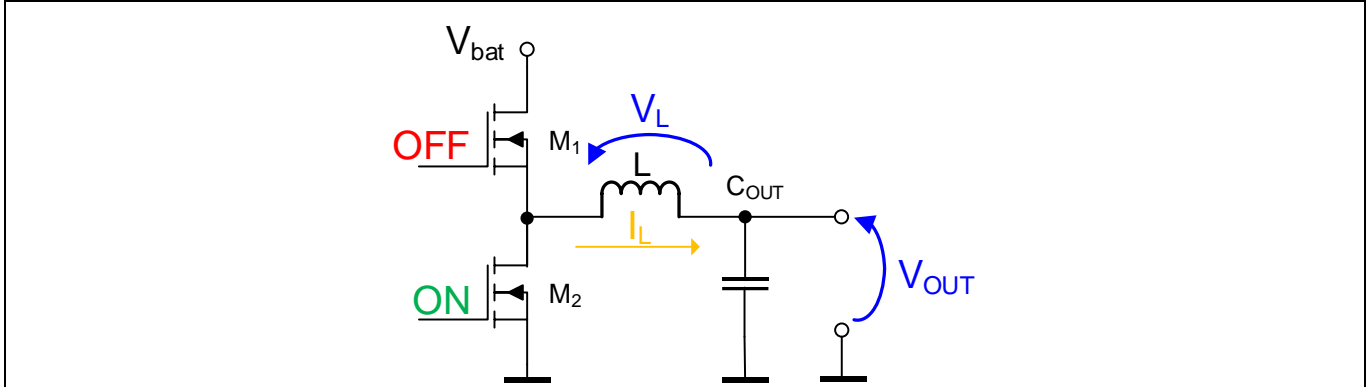 V_bat
V_L
OFF
M_1
L
C_OUT
I_L
ON
M_2
V_OUT